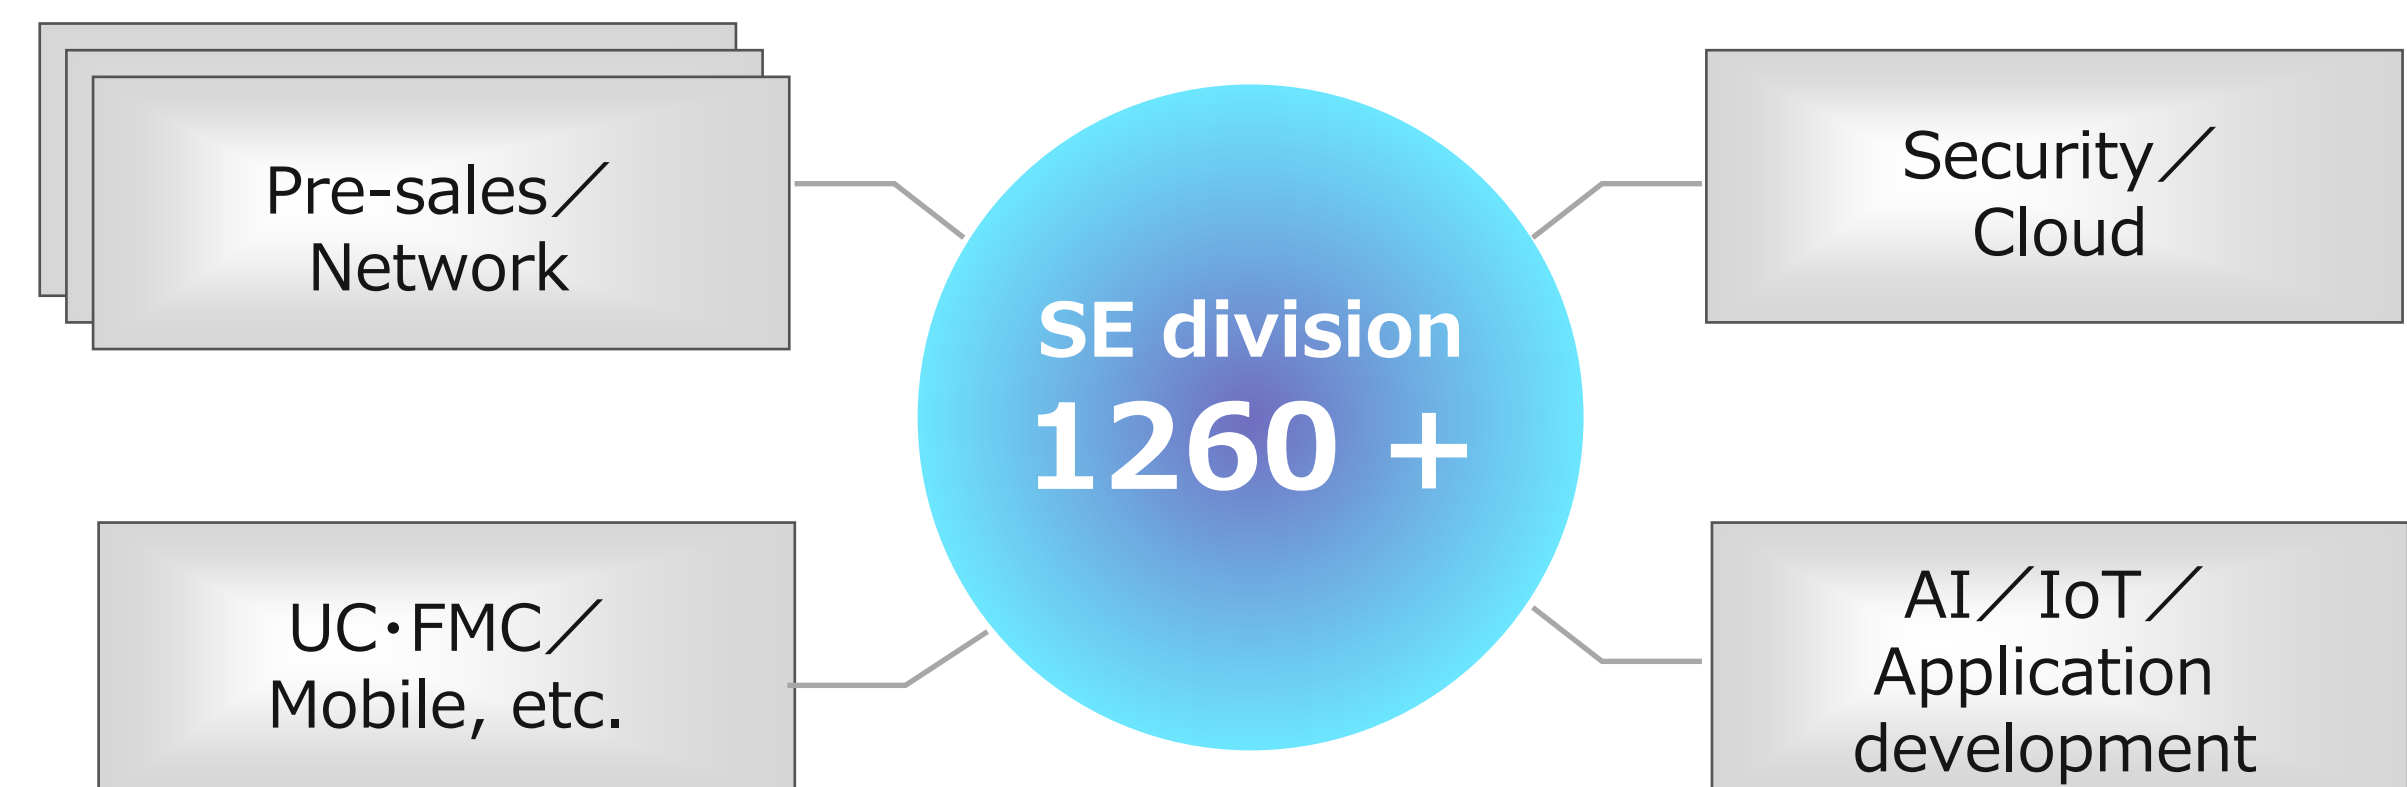 Pre-sales／
Network
Security／
Cloud
SE division
1260 +
UC･FMC／
Mobile, etc.
AI／IoT／
Application
development